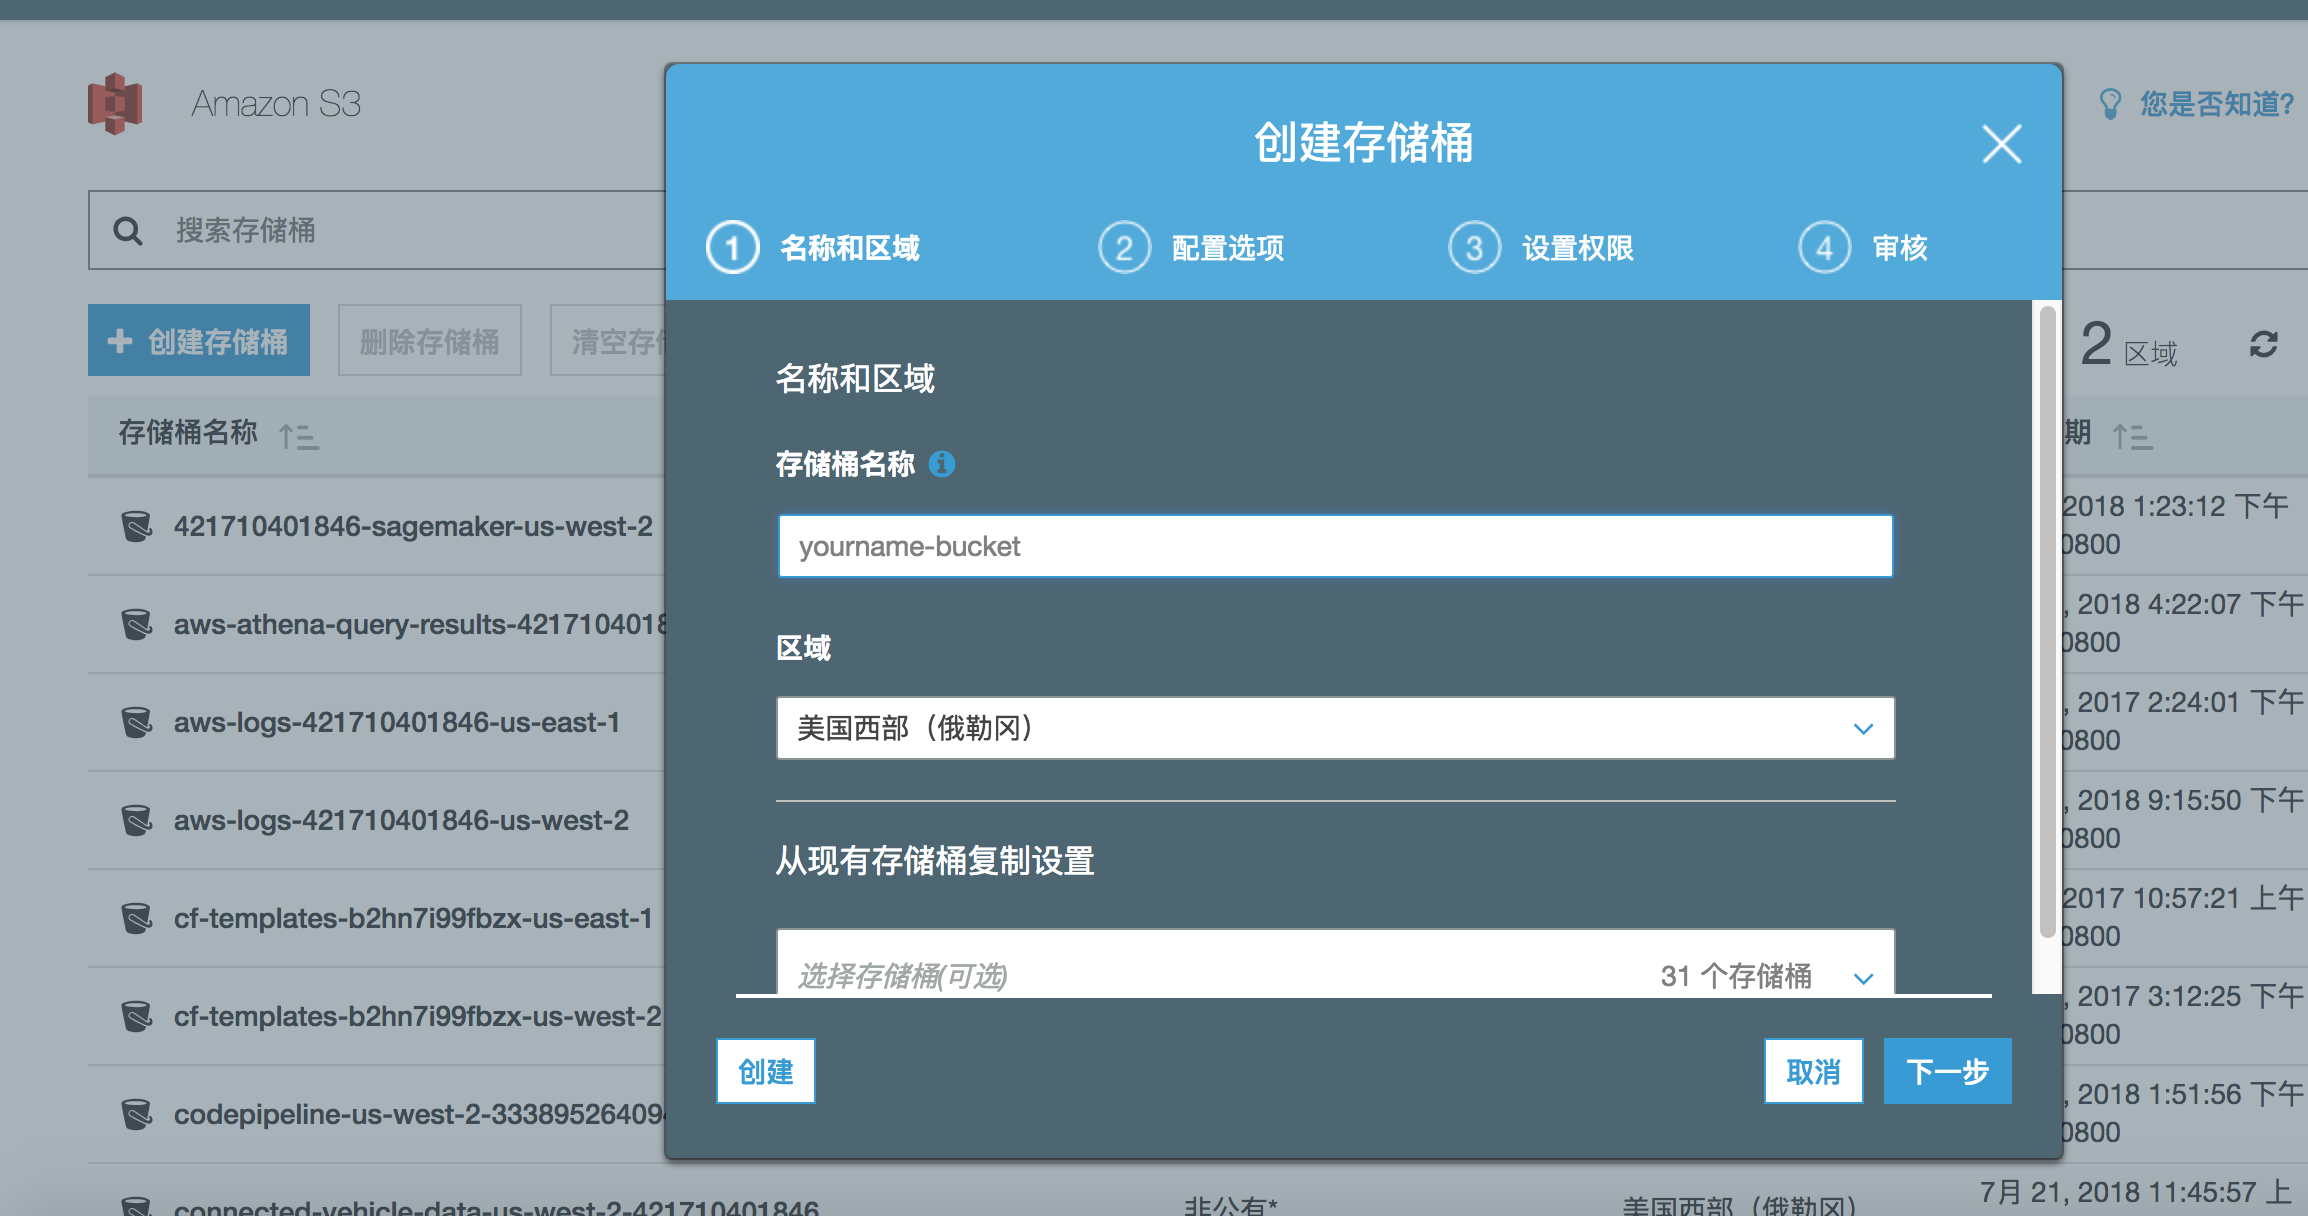 Amazon S3
您是否知道?
搜索存储桶
创建存储桶
删除存储桶
清空存
2 区域
存储桶名称
期
421710401846-sagemaker-us-west-2
2018 1:23:12 下午
0800
aws-athena-query-results-421710401
, 2018 4:22:07 下午
0800
aws-logs-421710401846-us-east-1
, 2017 2:24:01 下午
0800
aws-logs-421710401846-us-west-2
, 2018 9:15:50 下午
0800
cf-templates-b2hn7i99fbzx-us-east-1
2017 10:57:21 上午
0800
cf-templates-b2hn7i99fbzx-us-west-2
, 2017 3:12:25 下午
0800
codepipeline-us-west-2-33389526409
, 2018 1:51:56 下午
0800
connected-vehicle-data-us-west-2-421710401846
非公有*
美国西部（俄勒冈）
7月 21, 2018 11:45:57 上
创建存储桶
1 名称和区域
2 配置选项
3 设置权限
4 审核
名称和区域
存储桶名称
yourname-bucket
区域
美国西部（俄勒冈）
从现有存储桶复制设置
选择存储桶(可选)
31 个存储桶
创建
取消
下一步